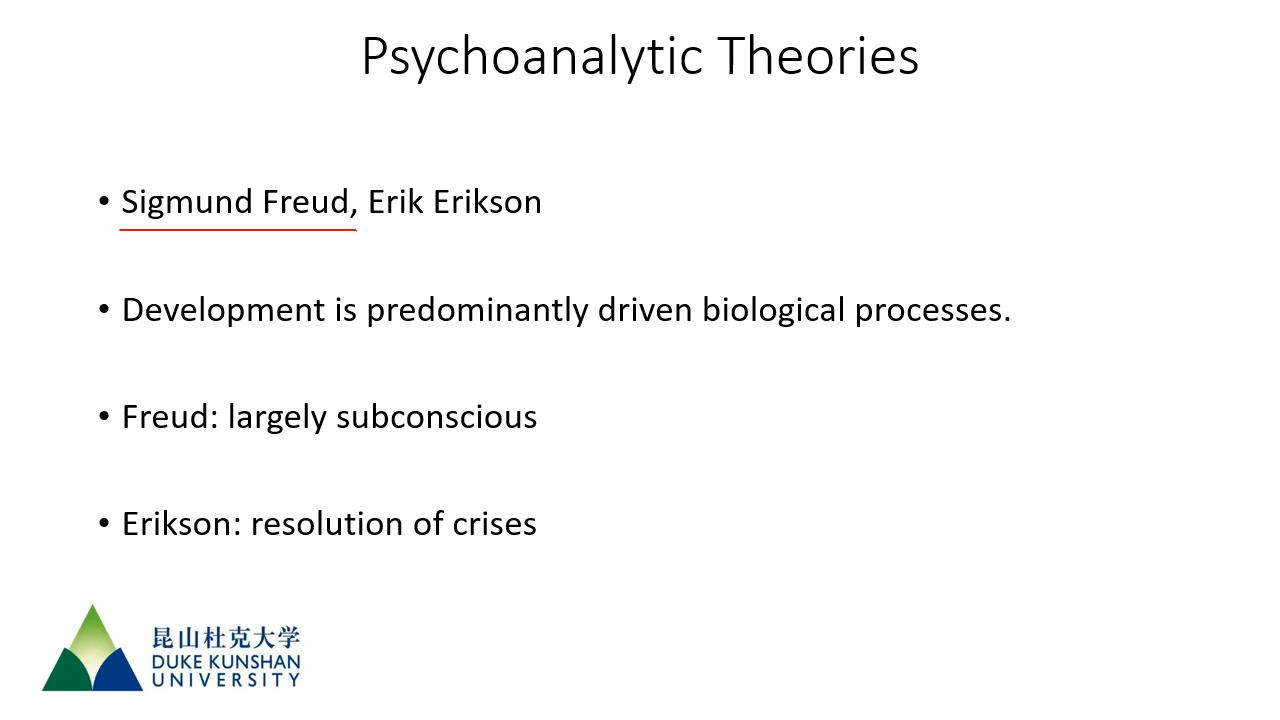 Psychoanalytic Theories
• Sigmund Freud, Erik Erikson
• Development is predominantly driven biological processes.
• Freud: largely subconscious
• Erikson: resolution of crises
昆山杜克大学
DUKE KUNSHAN
UNIVERSITY